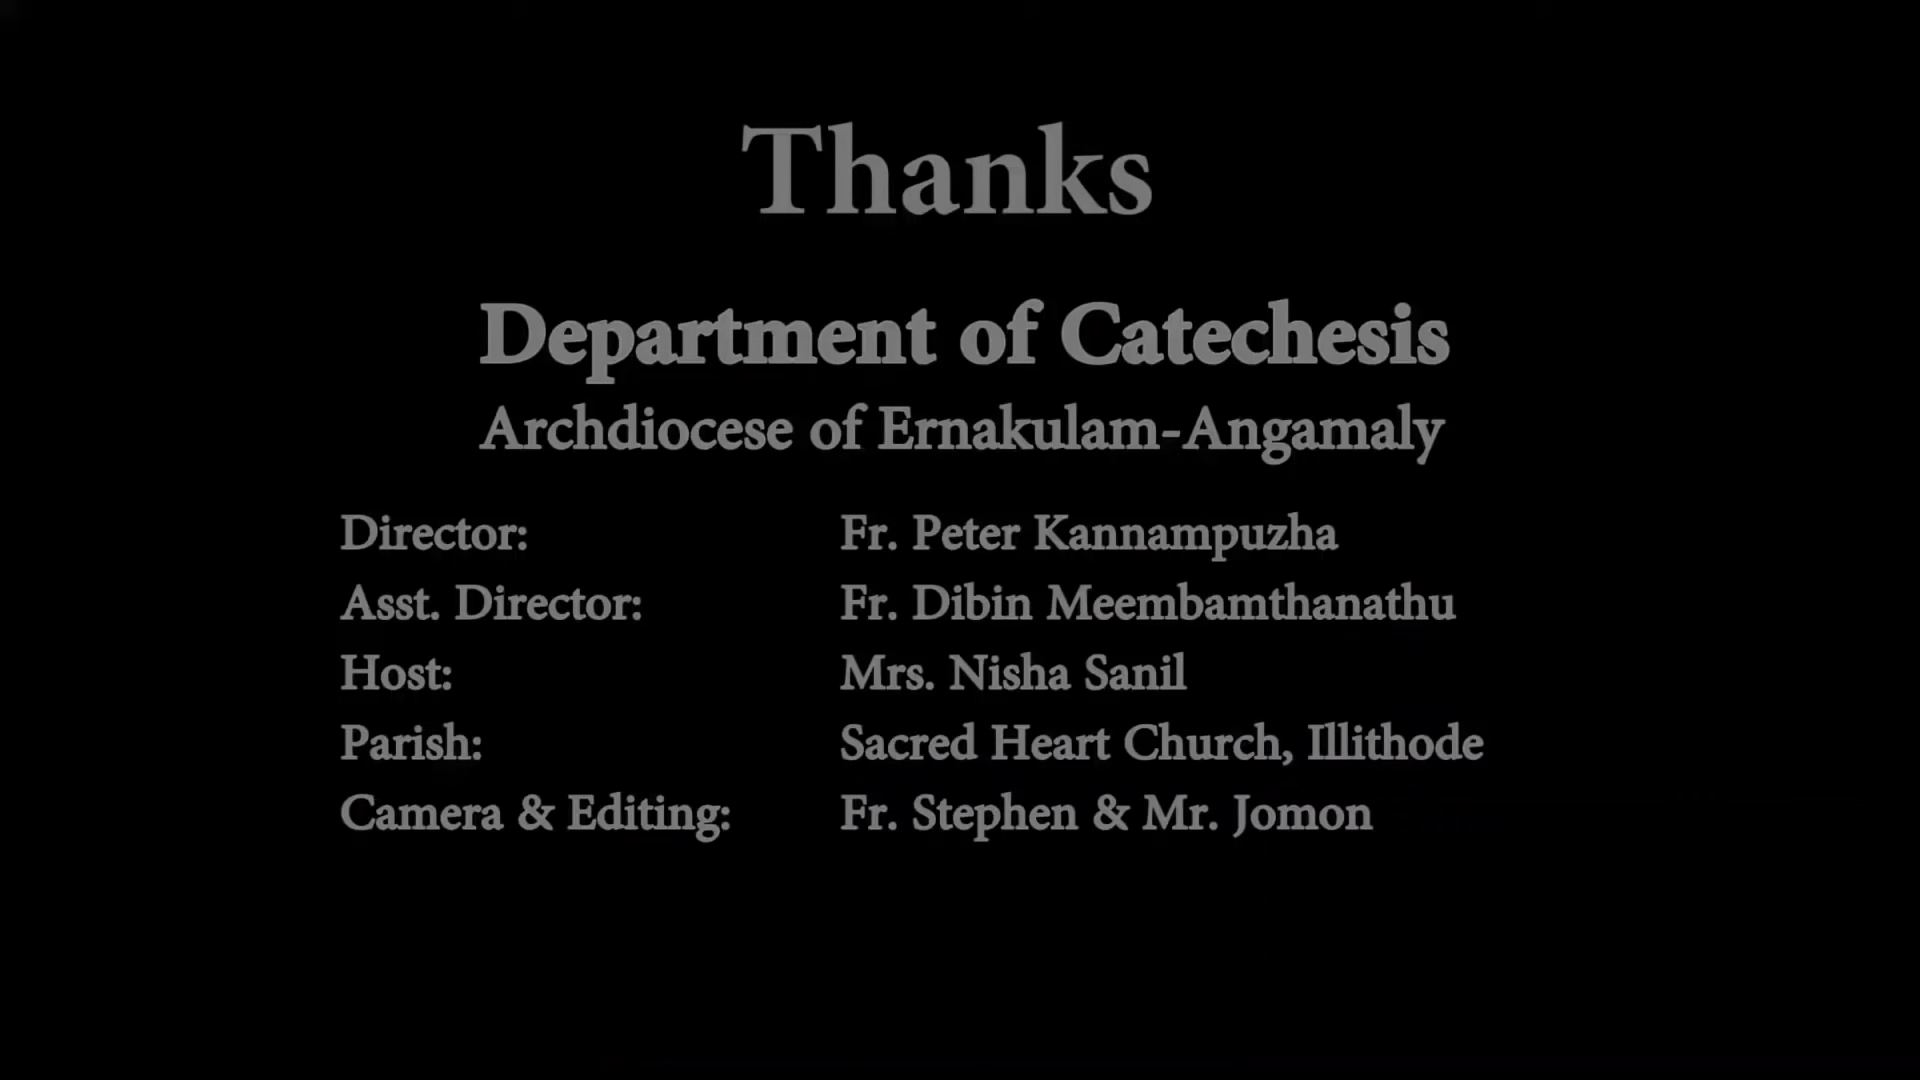 Thanks
Department of Catechesis
Archdiocese of Ernakulam-Angamaly
Director: Fr. Peter Kannampuzha
Asst. Director: Fr. Dibin Meembamthanathu
Host: Mrs. Nisha Sanil
Parish: Sacred Heart Church, Illithode
Camera & Editing: Fr. Stephen & Mr. Jomon